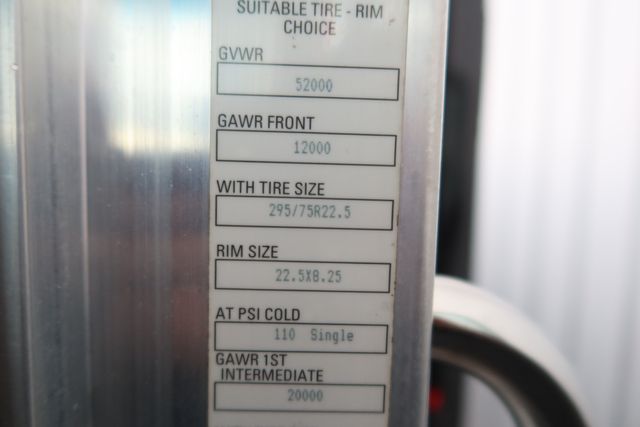 SUITABLE TIRE - RIM
CHOICE
GVWR
52000
GAWR FRONT
12000
WITH TIRE SIZE
295/75R22.5
RIM SIZE
22.5X8.25
AT PSI COLD
110 Single
GAWR 1ST
INTERMEDIATE
20000